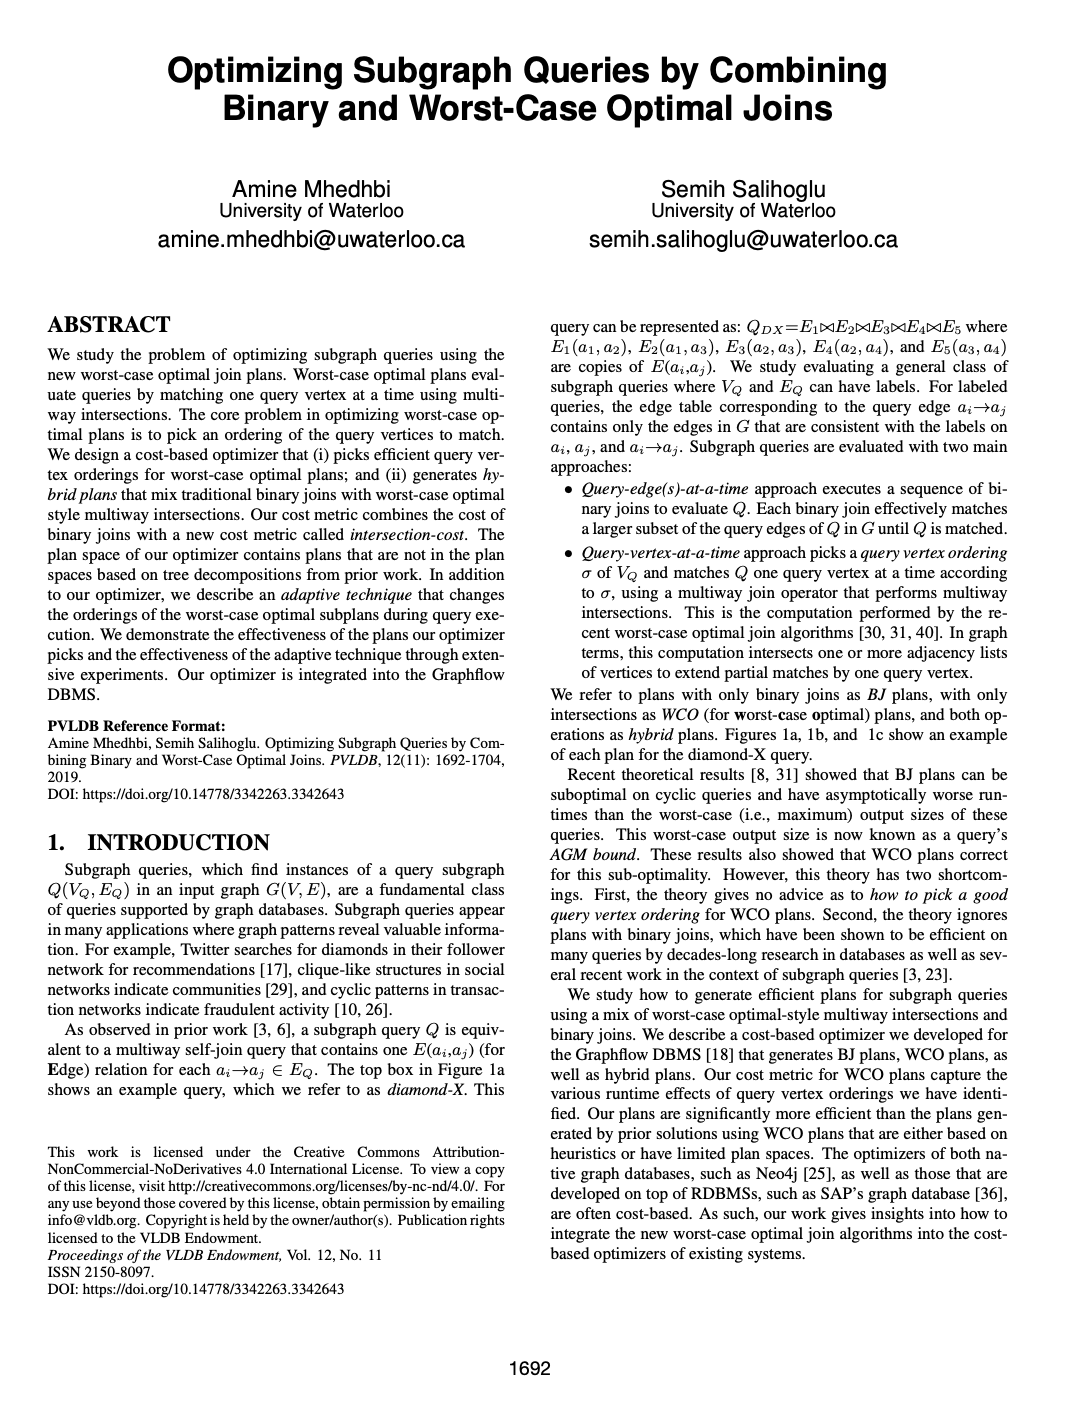 Optimizing Subgraph Queries by Combining
Binary and Worst-Case Optimal Joins
Amine Mhedhbi
University of Waterloo
amine.mhedhbi@uwaterloo.ca
Semih Salihoglu
University of Waterloo
semih.salihoglu@uwaterloo.ca
ABSTRACT
We study the problem of optimizing subgraph queries using the
new worst-case optimal join plans. Worst-case optimal plans eval-
uate queries by matching one query vertex at a time using multi-
way intersections. The core problem in optimizing worst-case op-
timal plans is to pick an ordering of the query vertices to match.
We design a cost-based optimizer that (i) picks efficient query ver-
tex orderings for worst-case optimal plans; and (ii) generates hy-
brid plans that mix traditional binary joins with worst-case optimal
style multiway intersections. Our cost metric combines the cost of
binary joins with a new cost metric called intersection-cost. The
plan space of our optimizer contains plans that are not in the plan
spaces based on tree decompositions from prior work. In addition
to our optimizer, we describe an adaptive technique that changes
the orderings of the worst-case optimal subplans during query exe-
cution. We demonstrate the effectiveness of the plans our optimizer
picks and the effectiveness of the adaptive technique through exten-
sive experiments. Our optimizer is integrated into the Graphflow
DBMS.
PVLDB Reference Format:
Amine Mhedhbi, Semih Salihoglu. Optimizing Subgraph Queries by Com-
bining Binary and Worst-Case Optimal Joins. PVLDB, 12(11): 1692-1704,
2019.
DOI: https://doi.org/10.14778/3342263.3342643
1. INTRODUCTION
Subgraph queries, which find instances of a query subgraph
Q(V_Q, E_Q) in an input graph G(V, E), are a fundamental class
of queries supported by graph databases. Subgraph queries appear
in many applications where graph patterns reveal valuable informa-
tion. For example, Twitter searches for diamonds in their follower
network for recommendations [17], clique-like structures in social
networks indicate communities [29], and cyclic patterns in transac-
tion networks indicate fraudulent activity [10, 26].
As observed in prior work [3, 6], a subgraph query Q is equiv-
alent to a multiway self-join query that contains one E(a_i,a_j) (for
Edge) relation for each a_i→a_j ∈ E_Q. The top box in Figure 1a
shows an example query, which we refer to as diamond-X. This
This work is licensed under the Creative Commons Attribution-
NonCommercial-NoDerivatives 4.0 International License. To view a copy
of this license, visit http://creativecommons.org/licenses/by-nc-nd/4.0/. For
any use beyond those covered by this license, obtain permission by emailing
info@vldb.org. Copyright is held by the owner/author(s). Publication rights
licensed to the VLDB Endowment.
Proceedings of the VLDB Endowment, Vol. 12, No. 11
ISSN 2150-8097.
DOI: https://doi.org/10.14778/3342263.3342643
query can be represented as: Q_DX=E_1⋈E_2⋈E_3⋈E_4⋈E_5 where
E_1(a_1, a_2), E_2(a_1, a_3), E_3(a_2, a_3), E_4(a_2, a_4), and E_5(a_3, a_4)
are copies of E(a_i,a_j). We study evaluating a general class of
subgraph queries where V_Q and E_Q can have labels. For labeled
queries, the edge table corresponding to the query edge a_i→a_j
contains only the edges in G that are consistent with the labels on
a_i, a_j, and a_i→a_j. Subgraph queries are evaluated with two main
approaches:
• Query-edge(s)-at-a-time approach executes a sequence of bi-
nary joins to evaluate Q. Each binary join effectively matches
a larger subset of the query edges of Q in G until Q is matched.
• Query-vertex-at-a-time approach picks a query vertex ordering
σ of V_Q and matches Q one query vertex at a time according
to σ, using a multiway join operator that performs multiway
intersections. This is the computation performed by the re-
cent worst-case optimal join algorithms [30, 31, 40]. In graph
terms, this computation intersects one or more adjacency lists
of vertices to extend partial matches by one query vertex.
We refer to plans with only binary joins as BJ plans, with only
intersections as WCO (for worst-case optimal) plans, and both op-
erations as hybrid plans. Figures 1a, 1b, and 1c show an example
of each plan for the diamond-X query.
Recent theoretical results [8, 31] showed that BJ plans can be
suboptimal on cyclic queries and have asymptotically worse run-
times than the worst-case (i.e., maximum) output sizes of these
queries. This worst-case output size is now known as a query's
AGM bound. These results also showed that WCO plans correct
for this sub-optimality. However, this theory has two shortcom-
ings. First, the theory gives no advice as to how to pick a good
query vertex ordering for WCO plans. Second, the theory ignores
plans with binary joins, which have been shown to be efficient on
many queries by decades-long research in databases as well as sev-
eral recent work in the context of subgraph queries [3, 23].
We study how to generate efficient plans for subgraph queries
using a mix of worst-case optimal-style multiway intersections and
binary joins. We describe a cost-based optimizer we developed for
the Graphflow DBMS [18] that generates BJ plans, WCO plans, as
well as hybrid plans. Our cost metric for WCO plans capture the
various runtime effects of query vertex orderings we have identi-
fied. Our plans are significantly more efficient than the plans gen-
erated by prior solutions using WCO plans that are either based on
heuristics or have limited plan spaces. The optimizers of both na-
tive graph databases, such as Neo4j [25], as well as those that are
developed on top of RDBMSs, such as SAP's graph database [36],
are often cost-based. As such, our work gives insights into how to
integrate the new worst-case optimal join algorithms into the cost-
based optimizers of existing systems.
1692